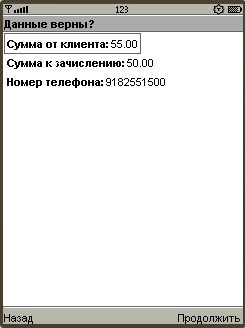 123
Данные верны?
Сумма от клиента: 55.00
Сумма к зачислению: 50.00
Номер телефона: 9182551500
Назад Продолжить